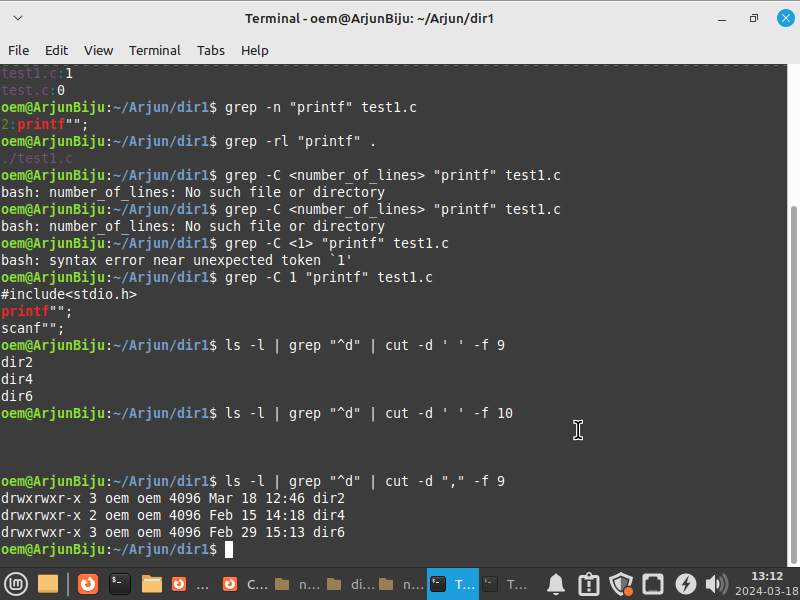 Terminal - oem@ArjunBiju: ~/Arjun/dir1
File Edit View Terminal Tabs Help
test1.c:1
test.c:0
oem@ArjunBiju:~/Arjun/dir1$ grep -n "printf" test1.c
2:printf"";
oem@ArjunBiju:~/Arjun/dir1$ grep -rl "printf" .
./test1.c
oem@ArjunBiju:~/Arjun/dir1$ grep -C <number_of_lines> "printf" test1.c
bash: number_of_lines: No such file or directory
oem@ArjunBiju:~/Arjun/dir1$ grep -C <number_of_lines> "printf" test1.c
bash: number_of_lines: No such file or directory
oem@ArjunBiju:~/Arjun/dir1$ grep -C <1> "printf" test1.c
bash: syntax error near unexpected token `1'
oem@ArjunBiju:~/Arjun/dir1$ grep -C 1 "printf" test1.c
#include<stdio.h>
printf"";
scanf"";
oem@ArjunBiju:~/Arjun/dir1$ ls -l | grep "^d" | cut -d ' ' -f 9
dir2
dir4
dir6
oem@ArjunBiju:~/Arjun/dir1$ ls -l | grep "^d" | cut -d ' ' -f 10
oem@ArjunBiju:~/Arjun/dir1$ ls -l | grep "^d" | cut -d "," -f 9
drwxrwxr-x 3 oem oem 4096 Mar 18 12:46 dir2
drwxrwxr-x 2 oem oem 4096 Feb 15 14:18 dir4
drwxrwxr-x 3 oem oem 4096 Feb 29 15:13 dir6
oem@ArjunBiju:~/Arjun/dir1$
... C... n... di... n... T... T... 13:12
2024-03-18